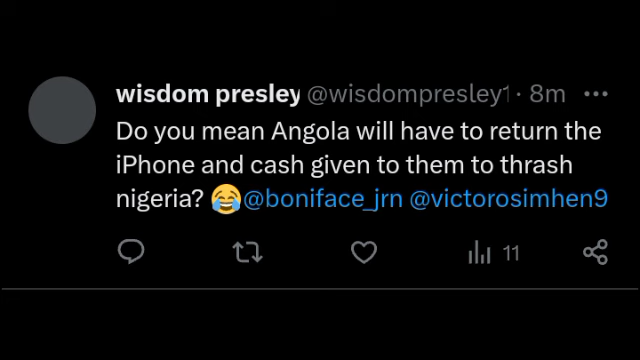 wisdom presley @wisdompresley1 · 8m
Do you mean Angola will have to return the
iPhone and cash given to them to thrash
nigeria? 😂@boniface_jrn @victorosimhen9
11